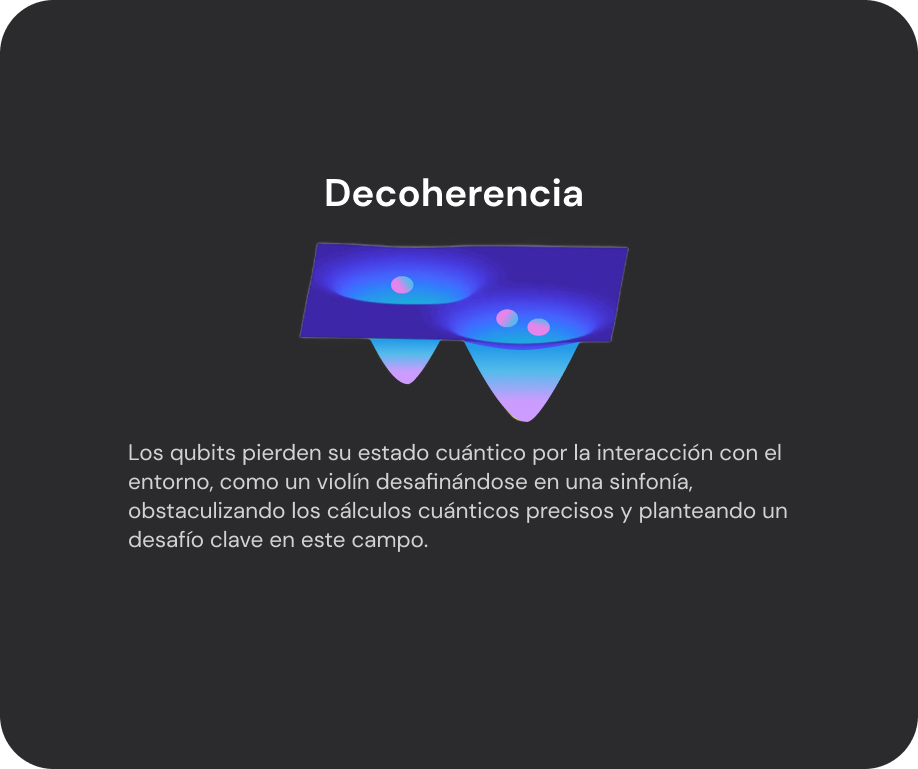 Decoherencia
Los qubits pierden su estado cuántico por la interacción con el
entorno, como un violín desafinándose en una sinfonía,
obstaculizando los cálculos cuánticos precisos y planteando un
desafío clave en este campo.